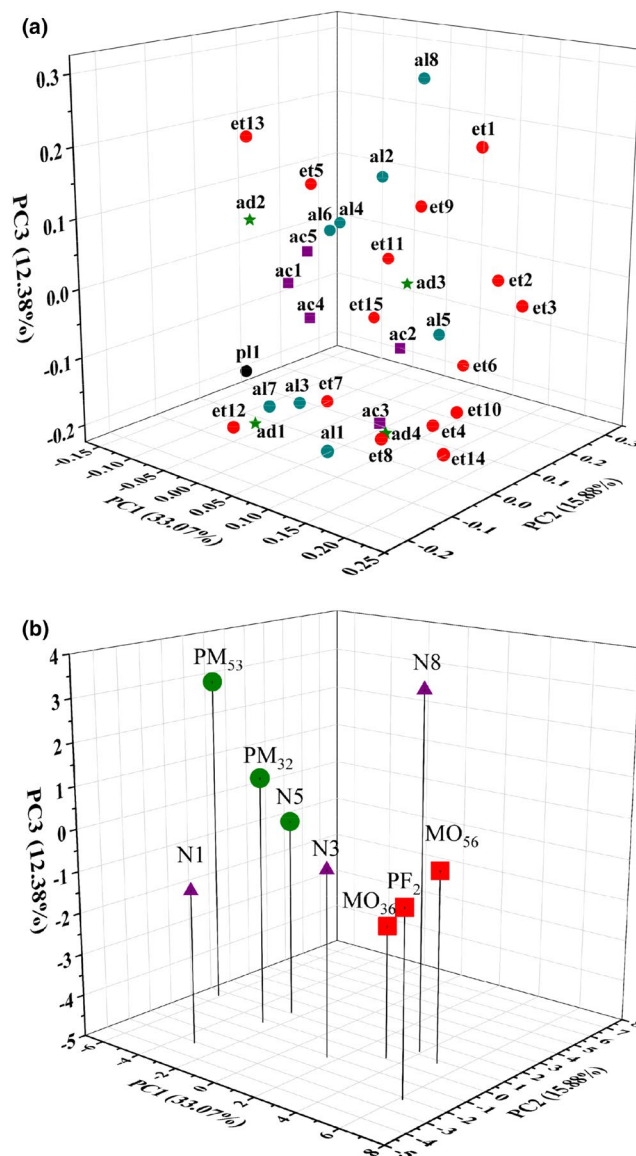 (a)
0.3
0.2
0.1
0.0
-0.1
-0.2
PC3 (12.38%)
al8
et13
et1
et5
al2
ad2
al6
al4
et9
ac5
et11
ac1
ad3
et2
et3
ac4
et15
al5
ac2
pl1
et6
al7
al3
et7
et12
ad1
ac3
et10
ad4
et4
al1
et8
et14
-0.15
-0.10
-0.05
0.00
0.05
0.10
0.15
0.20
0.25
PC1 (33.07%)
-0.2
-0.1
0.0
0.1
0.2
0.3
PC2 (15.88%)
(b)
4
3
2
1
0
-1
-2
-3
-4
-5
PC3 (12.38%)
PM53
N8
PM32
N5
N1
N3
MO56
MO36
PF2
-6
-4
-2
0
2
4
6
8
PC1 (33.07%)
PC2 (15.88%)